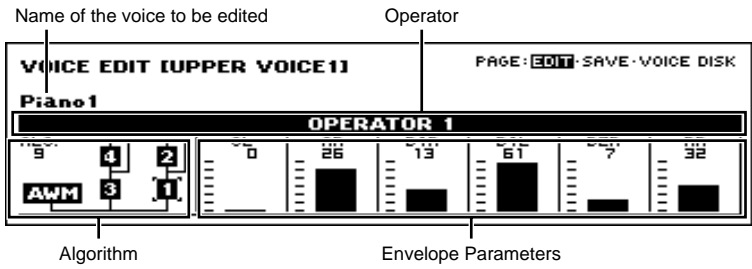 Name of the voice to be edited
Operator
VOICE EDIT [UPPER VOICE1]
PAGE: EDIT·SAVE·VOICE DISK
Piano1
OPERATOR 1
9 4 2 0 26 13 61 7 32
AWM 3 1
Algorithm
Envelope Parameters